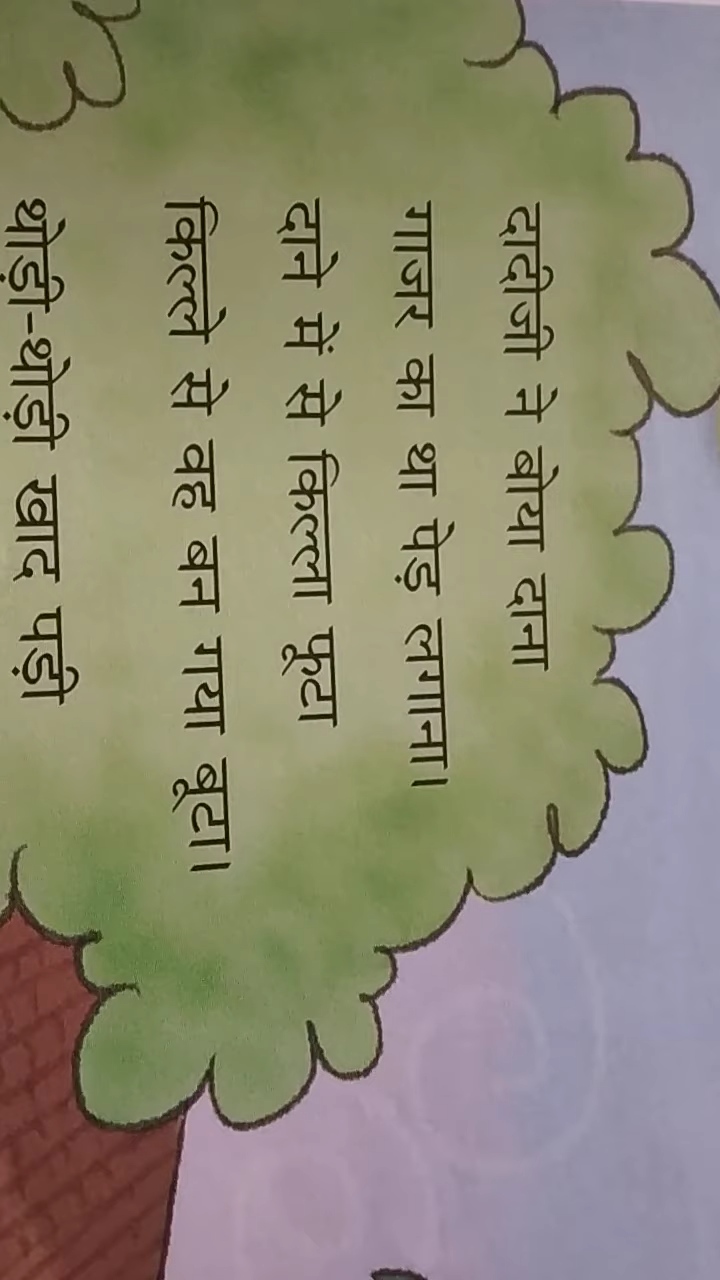 दादीजी ने बोया दाना
गाजर का था पेड़ लगाना।
दाने में से किल्ला फूटा
किल्ले से वह बन गया बूटा।
थोड़ी-थोड़ी खाद पड़ी